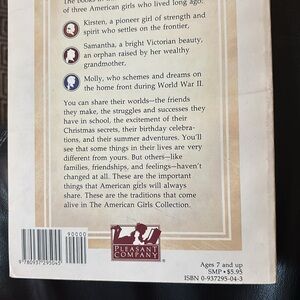 of three American girls who lived long ago:
Kirsten, a pioneer girl of strength and
spirit who settles on the frontier,
Samantha, a bright Victorian beauty,
an orphan raised by her wealthy
grandmother,
Molly, who schemes and dreams on
the home front during World War II.
You can share their worlds—the friends
they make, the struggles and successes they
have in school, the excitement of their
Christmas secrets, their birthday celebra-
tions, and their summer adventures. You'll
see that some things in their lives are very
different from yours. But others—like
families, friendships, and feelings—haven't
changed at all. These are the important
things that American girls will always
share. These are the traditions that come
alive in The American Girls Collection.
90000
9 780937 295045
PLEASANT
COMPANY
Ages 7 and up
SMP • $5.95
ISBN 0-937295-04-3